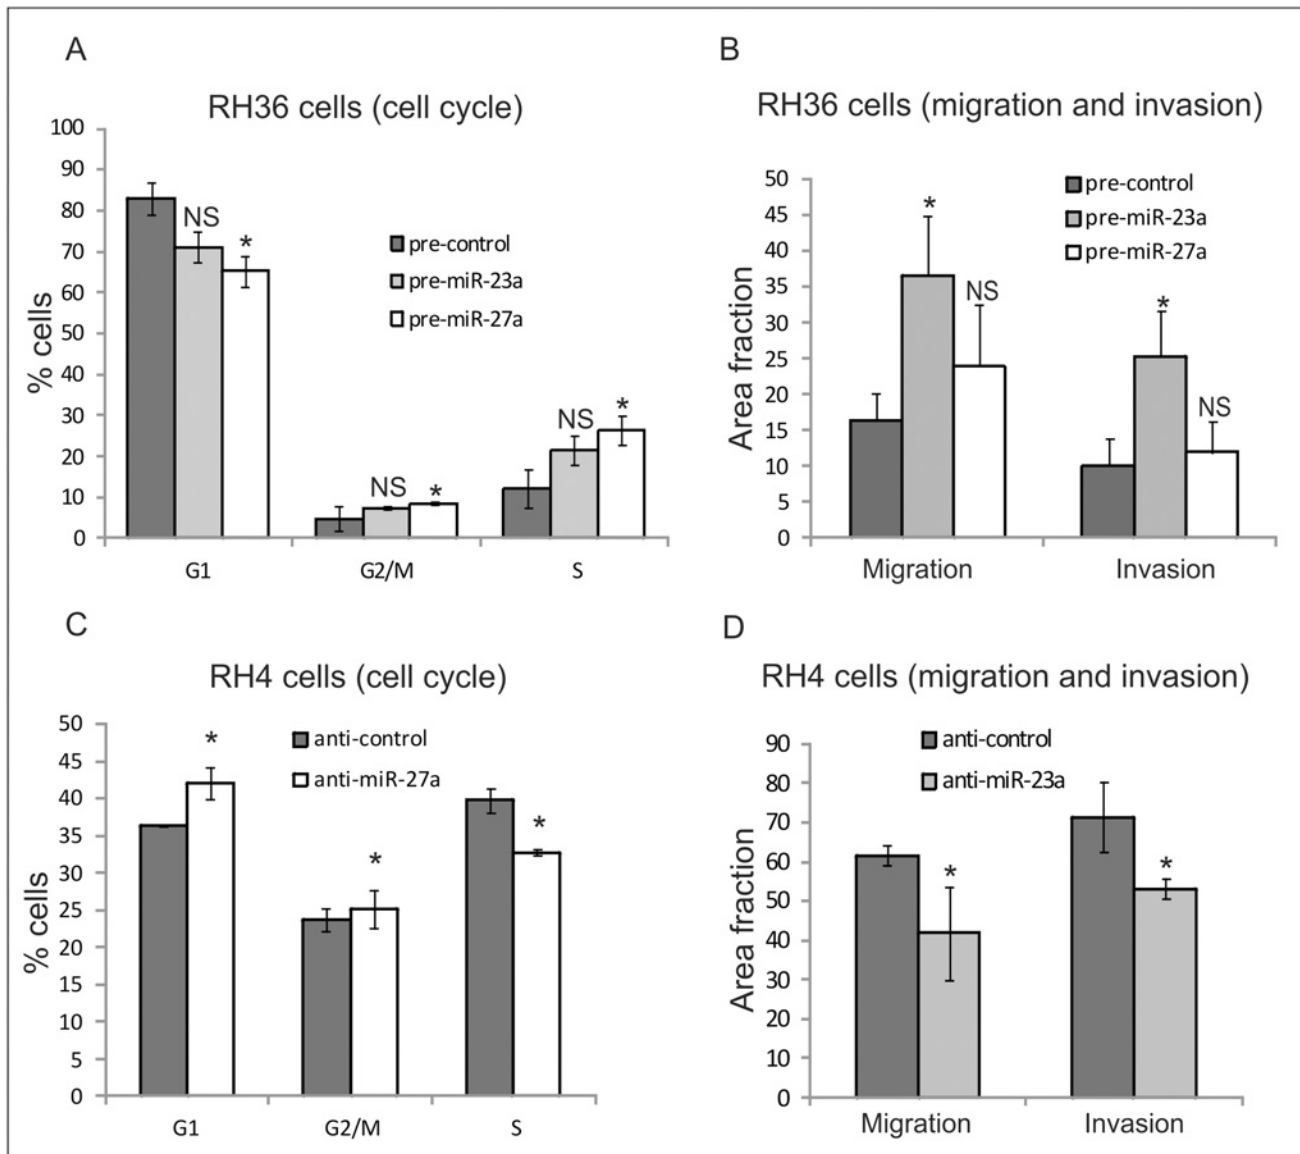 A
RH36 cells (cell cycle)
% cells
100
90
80
70
60
50
40
30
20
10
0
NS
*
NS
*
NS
*
pre-control
pre-miR-23a
pre-miR-27a
G1
G2/M
S
B
RH36 cells (migration and invasion)
Area fraction
50
45
40
35
30
25
20
15
10
5
0
*
NS
*
NS
pre-control
pre-miR-23a
pre-miR-27a
Migration
Invasion
C
RH4 cells (cell cycle)
% cells
50
45
40
35
30
25
20
15
10
5
0
*
*
*
anti-control
anti-miR-27a
G1
G2/M
S
D
RH4 cells (migration and invasion)
Area fraction
90
80
70
60
50
40
30
20
10
0
*
*
anti-control
anti-miR-23a
Migration
Invasion